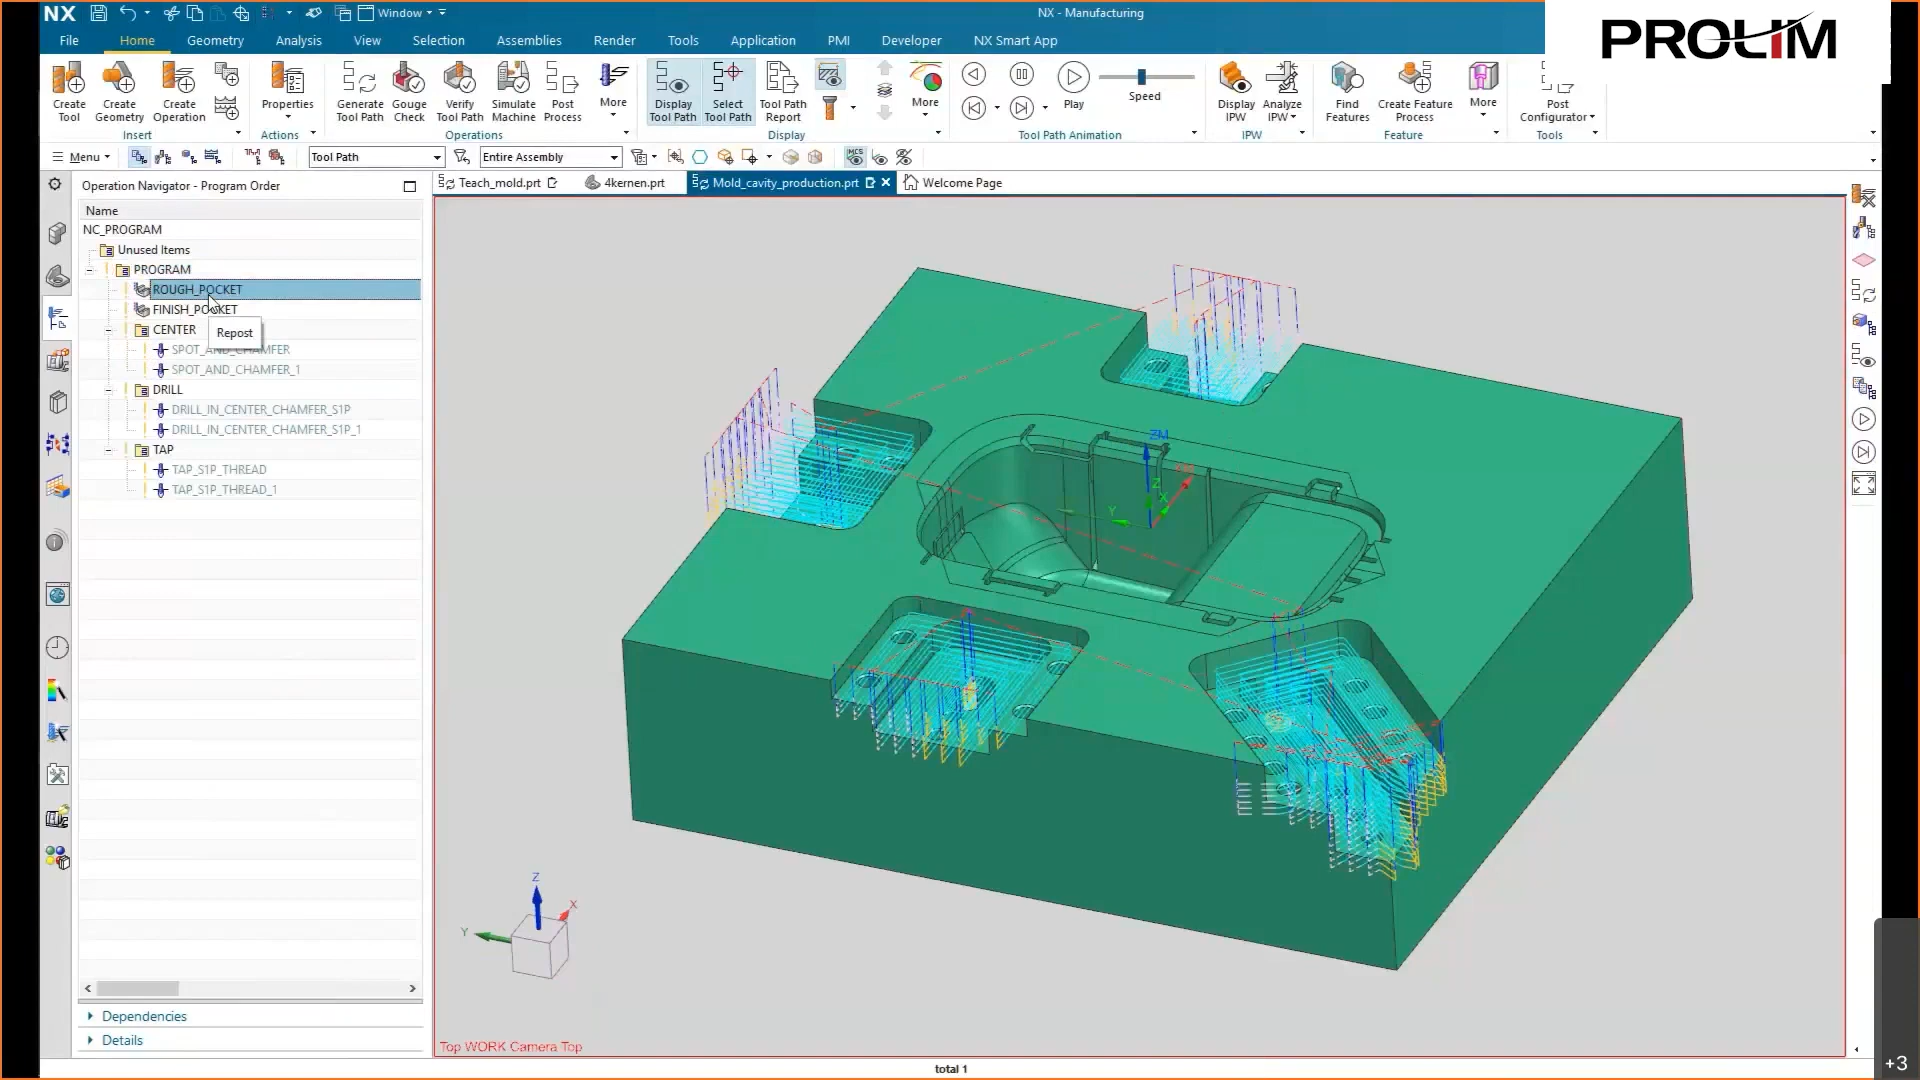 NX
Window
NX - Manufacturing
PROLIM
File Home Geometry Analysis View Selection Assemblies Render Tools Application PMI Developer NX Smart App
Create Tool
Create Geometry
Create Operation
Properties
Generate Tool Path
Gouge Check
Verify Tool Path
Simulate Machine
Post Process
More
Display Tool Path
Select Tool Path
Tool Path Report
More
Play
Speed
Display IPW
Analyze IPW
Find Features
Create Feature Process
More
Post Configurator
Insert
Actions
Operations
Display
Tool Path Animation
IPW
Feature
Tools
Menu
Tool Path
Entire Assembly
MCS
Operation Navigator - Program Order
Teach_mold.prt
4kernen.prt
Mold_cavity_production.prt
Welcome Page
Name
NC_PROGRAM
Unused Items
PROGRAM
ROUGH_POCKET
FINISH_POCKET
CENTER
Repost
SPOT_AND_CHAMFER
SPOT_AND_CHAMFER_1
DRILL
DRILL_IN_CENTER_CHAMFER_S1P
DRILL_IN_CENTER_CHAMFER_S1P_1
TAP
TAP_S1P_THREAD
TAP_S1P_THREAD_1
ZM
Z
X
Y
Z
X
Y
Dependencies
Details
Top WORK Camera Top
total 1
+3